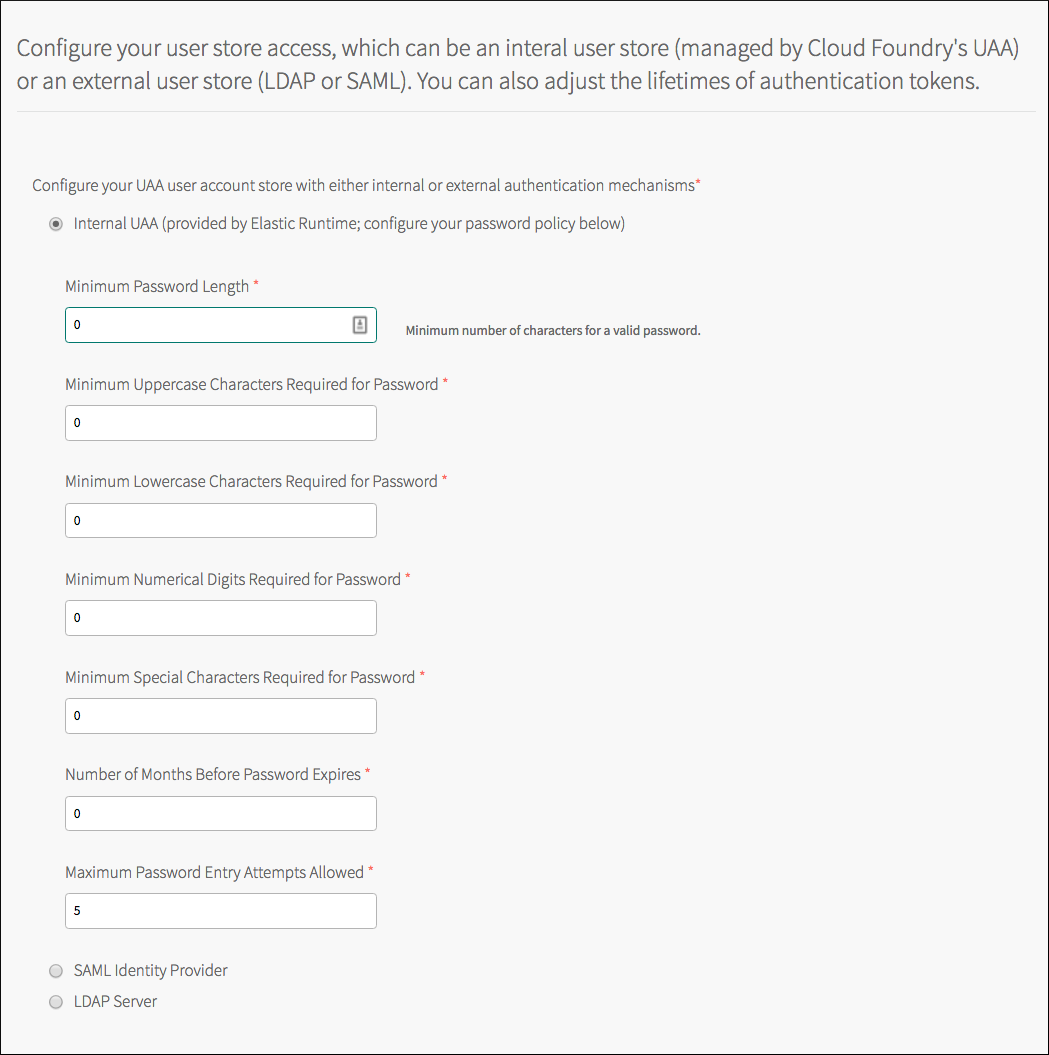 Configure your user store access, which can be an interal user store (managed by Cloud Foundry's UAA)
or an external user store (LDAP or SAML). You can also adjust the lifetimes of authentication tokens.
Configure your UAA user account store with either internal or external authentication mechanisms*
Internal UAA (provided by Elastic Runtime; configure your password policy below)
Minimum Password Length *
0
Minimum number of characters for a valid password.
Minimum Uppercase Characters Required for Password *
0
Minimum Lowercase Characters Required for Password *
0
Minimum Numerical Digits Required for Password *
0
Minimum Special Characters Required for Password *
0
Number of Months Before Password Expires *
0
Maximum Password Entry Attempts Allowed *
5
SAML Identity Provider
LDAP Server